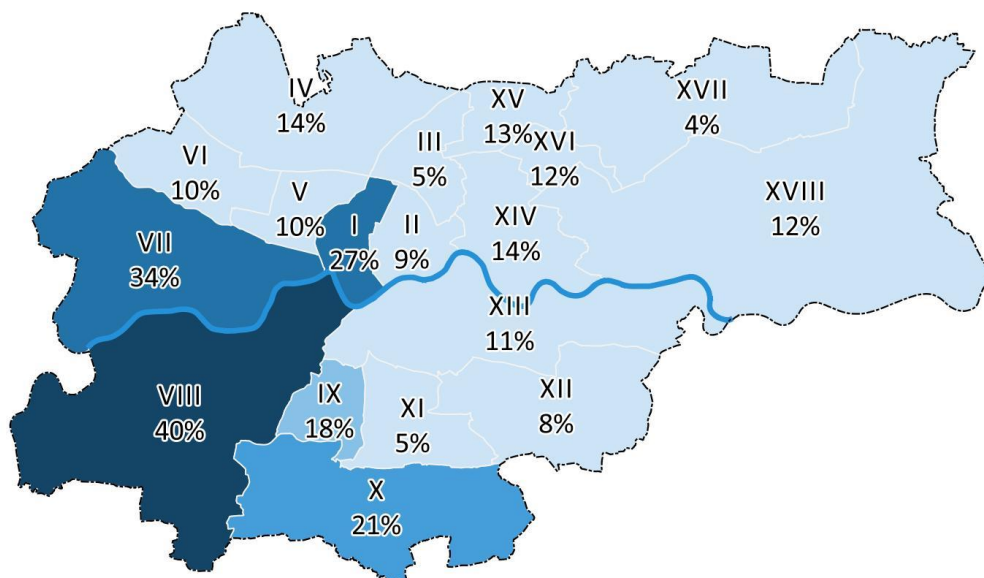 IV
14%
XV
13%
XVII
4%
III
5%
XVI
12%
VI
10%
V
10%
XVIII
12%
I
27%
II
9%
XIV
14%
VII
34%
XIII
11%
VIII
40%
IX
18%
XI
5%
XII
8%
X
21%